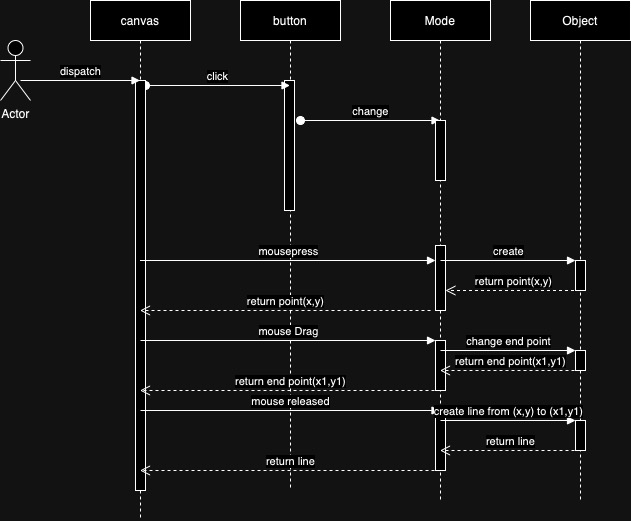 canvas
button
Mode
Object
dispatch
click
Actor
change
mousepress
create
return point(x,y)
return point(x,y)
mouse Drag
change end point
return end point(x1,y1)
return end point(x1,y1)
mouse released
create line from (x,y) to (x1,y1)
return line
return line